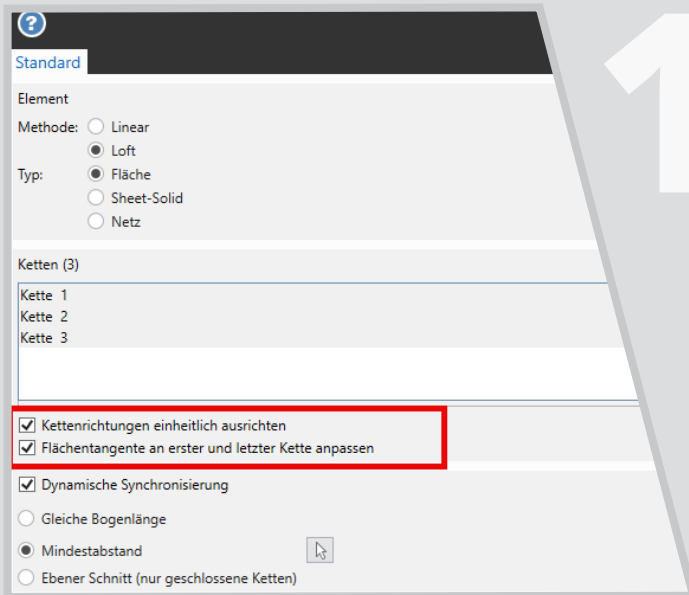 ?
1
Standard
Element
Methode: Linear
Loft
Typ: Fläche
Sheet-Solid
Netz
Ketten (3)
Kette 1
Kette 2
Kette 3
Kettenrichtungen einheitlich ausrichten
Flächentangente an erster und letzter Kette anpassen
Dynamische Synchronisierung
Gleiche Bogenlänge
Mindestabstand
Ebener Schnitt (nur geschlossene Ketten)